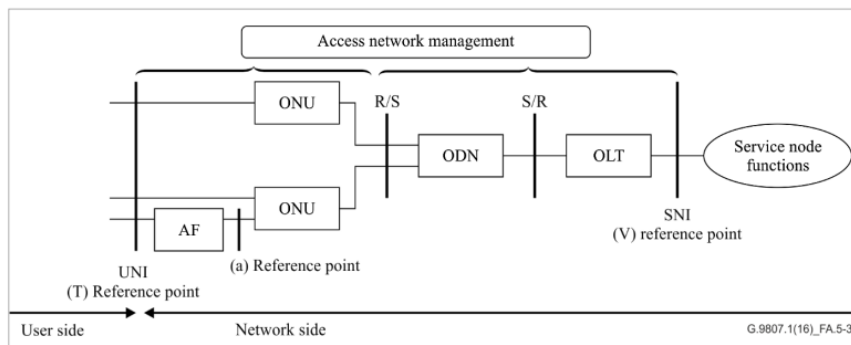 Access network management
ONU
R/S
S/R
ODN
OLT
Service node
functions
ONU
AF
SNI
(V) reference point
(a) Reference point
UNI
(T) Reference point
User side
Network side
G.9807.1(16)_FA.5-3